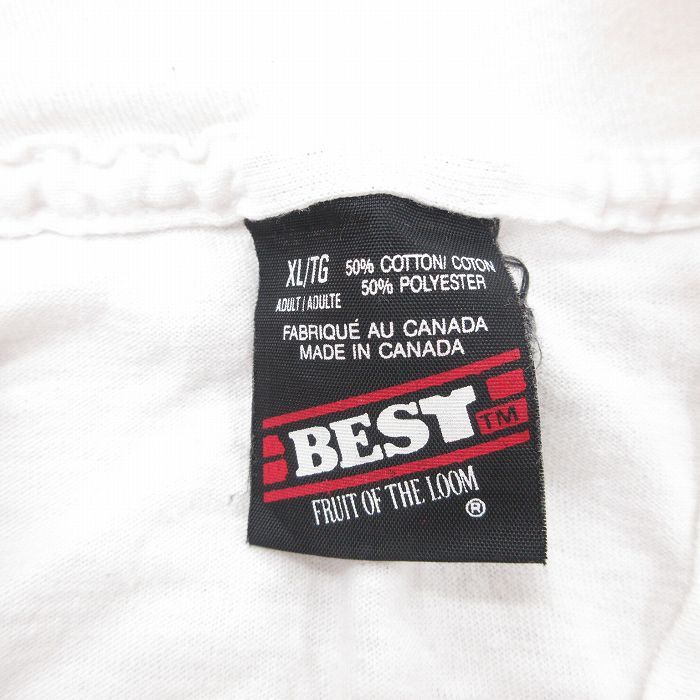 XL/TG 50% COTTON/COTON
ADULT/ADULTE 50% POLYESTER
FABRIQUÉ AU CANADA
MADE IN CANADA
BEST TM
FRUIT OF THE LOOM ®